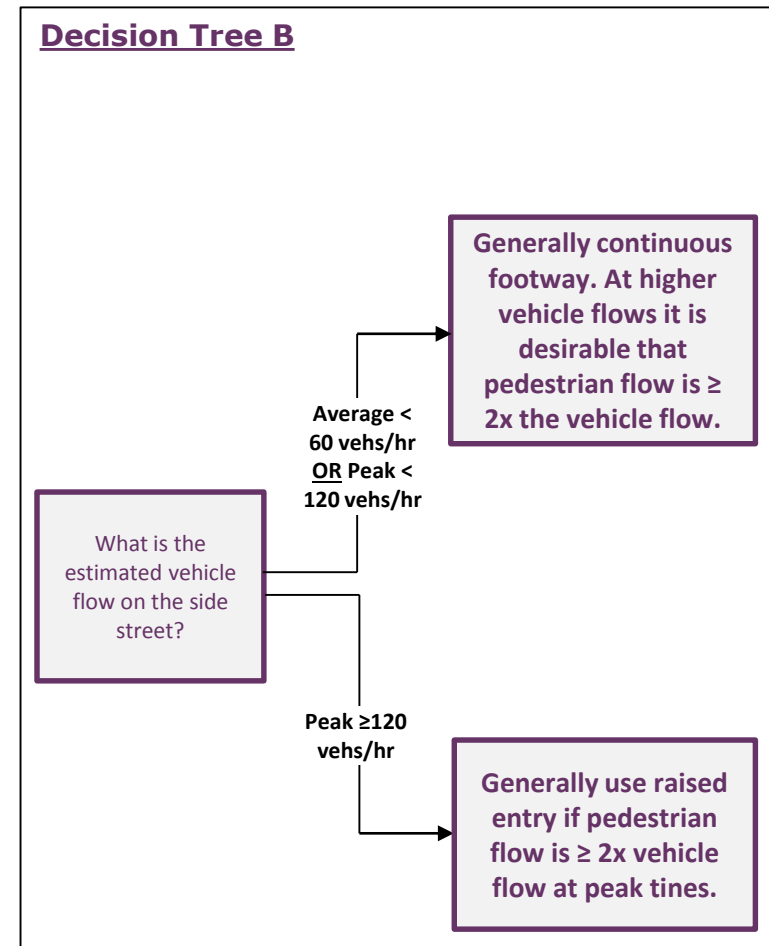 Decision Tree B
Generally continuous
footway. At higher
vehicle flows it is
desirable that
pedestrian flow is ≥
2x the vehicle flow.
Average <
60 vehs/hr
OR Peak <
120 vehs/hr
What is the
estimated vehicle
flow on the side
street?
Peak ≥120
vehs/hr
Generally use raised
entry if pedestrian
flow is ≥ 2x vehicle
flow at peak tines.